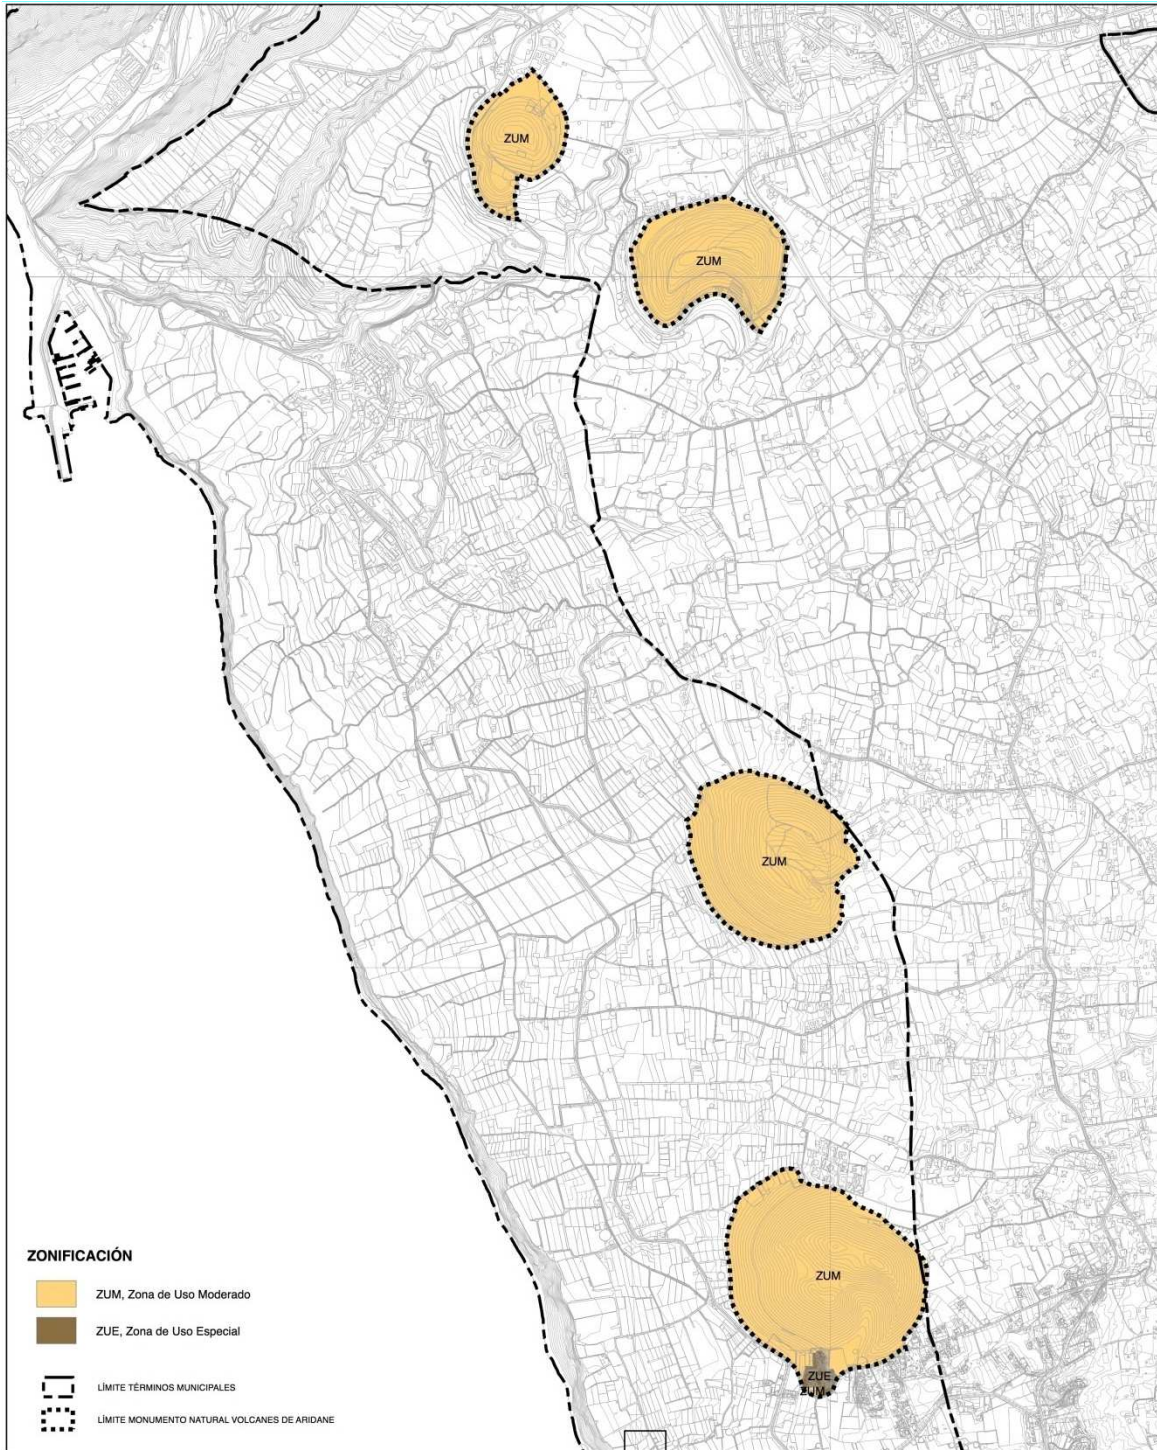 ZUM
ZUM
ZUM
ZUM
ZUE
ZUM
ZONIFICACIÓN
ZUM, Zona de Uso Moderado
ZUE, Zona de Uso Especial
LÍMITE TÉRMINOS MUNICIPALES
LÍMITE MONUMENTO NATURAL VOLCANES DE ARIDANE